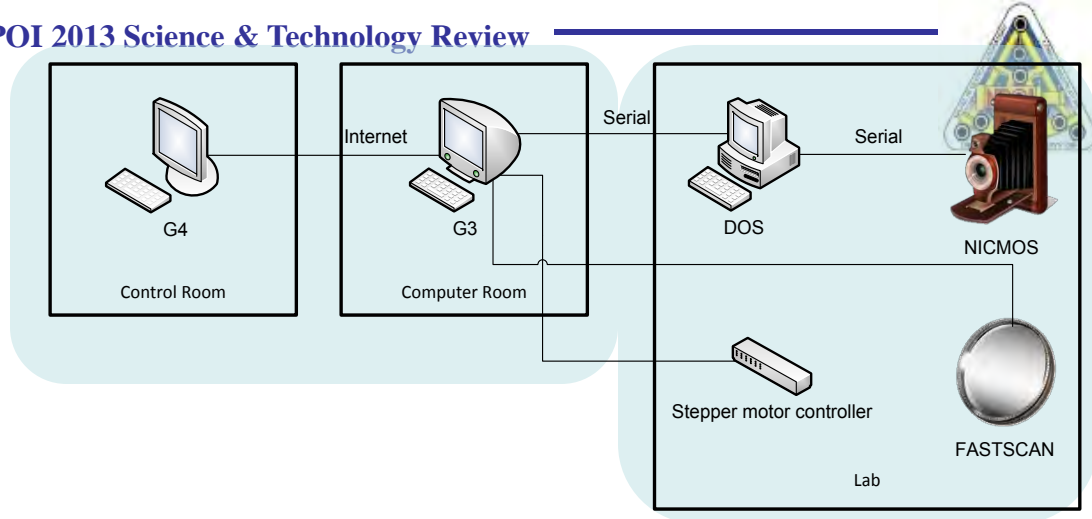 POI 2013 Science & Technology Review
Internet
Serial
Serial
G4
G3
DOS
NICMOS
Control Room
Computer Room
Stepper motor controller
FASTSCAN
Lab